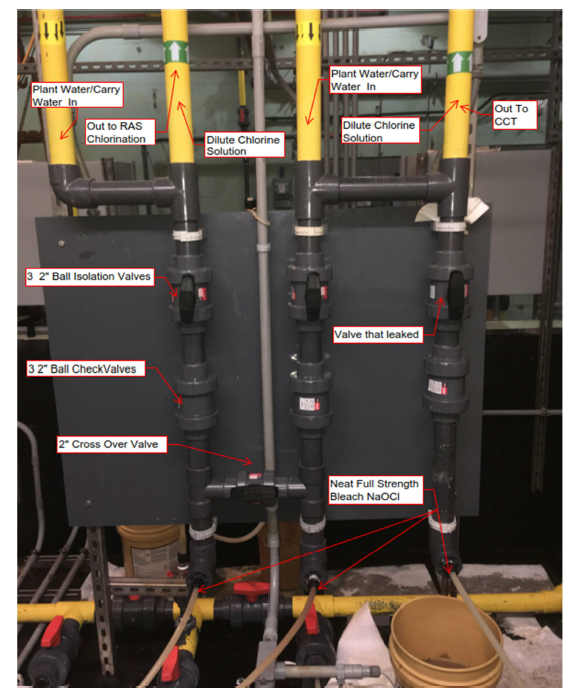 Plant Water/Carry
Water  In
Out to RAS
Chlorination
Dilute Chlorine
Solution
Plant Water/Carry
Water  In
Dilute Chlorine
Solution
Out To
CCT
3  2" Ball Isolation Valves
Valve that leaked
3 2" Ball CheckValves
2" Cross Over Valve
Neat Full Strength
Bleach NaOCl